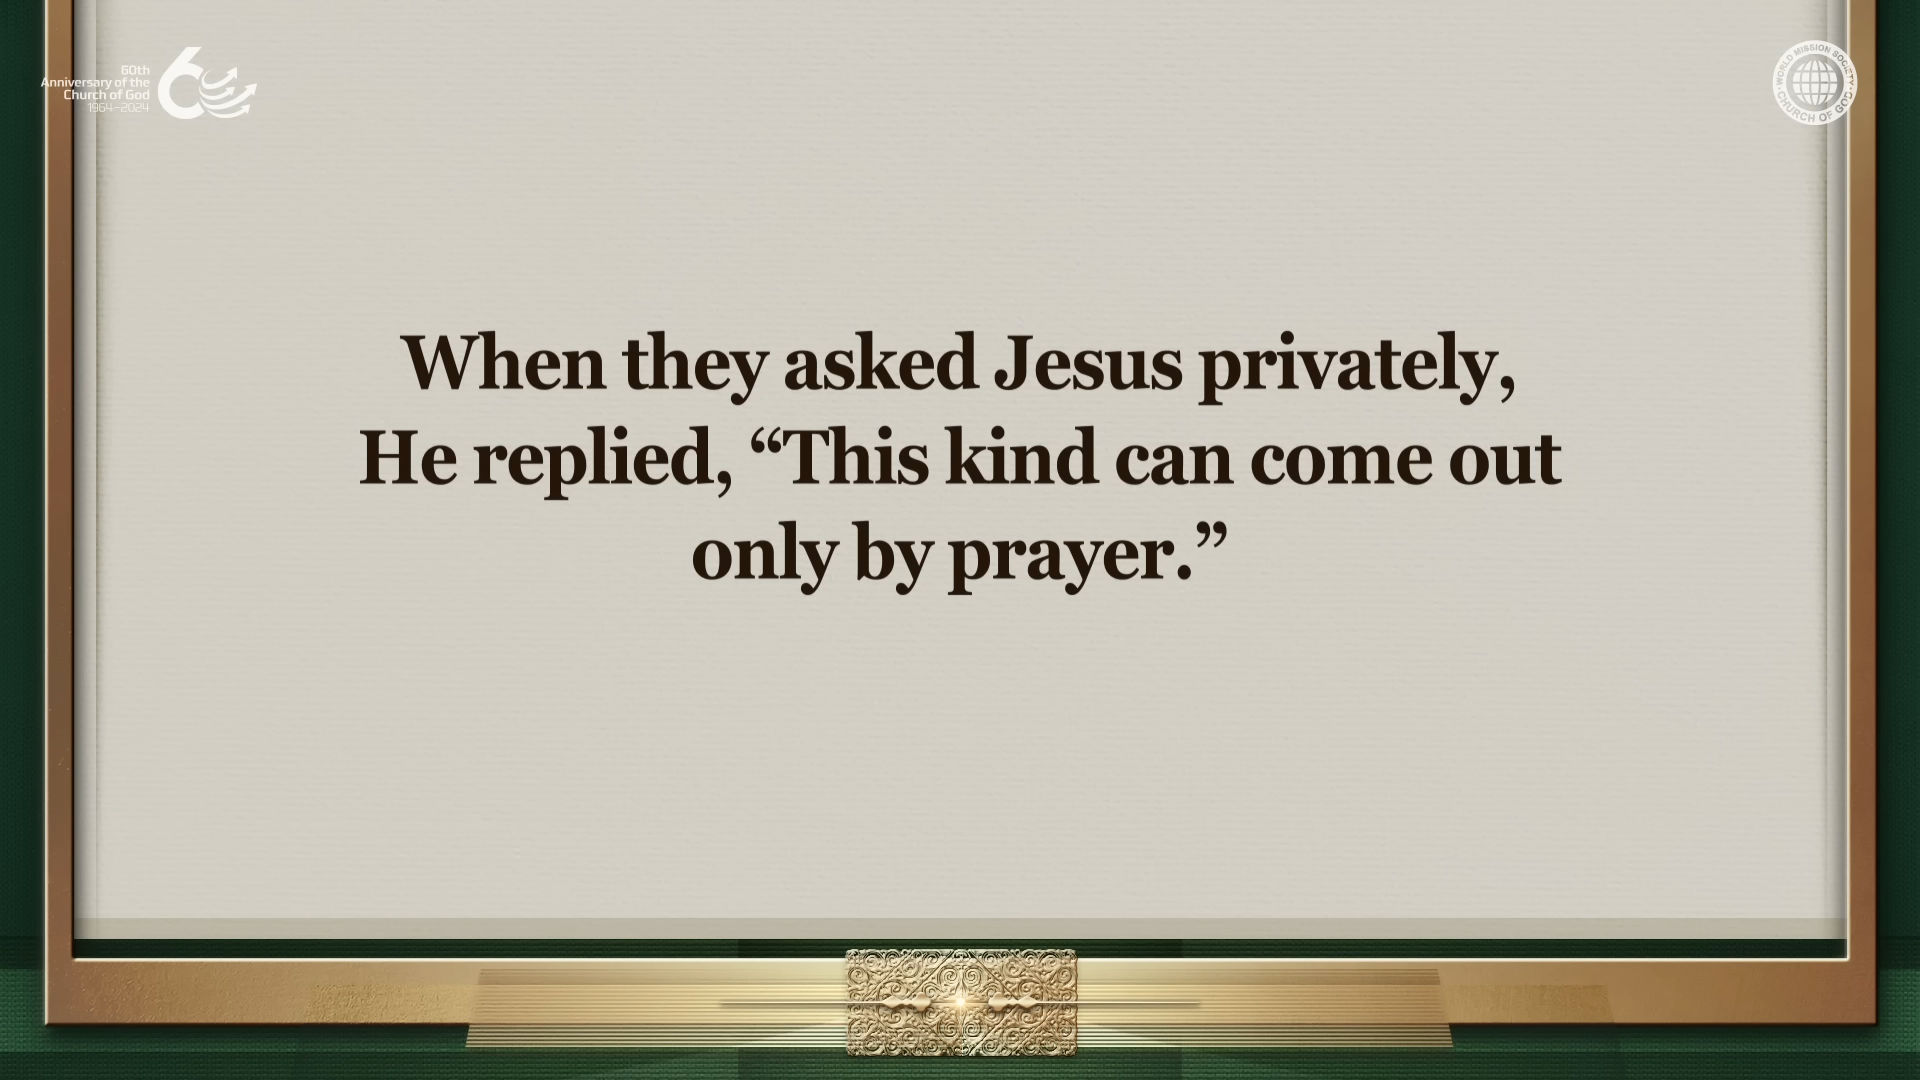 60th
Anniversary of the
Church of God
1964–2024
60
WORLD MISSION SOCIETY
CHURCH OF GOD
When they asked Jesus privately,
He replied, “This kind can come out
only by prayer.”